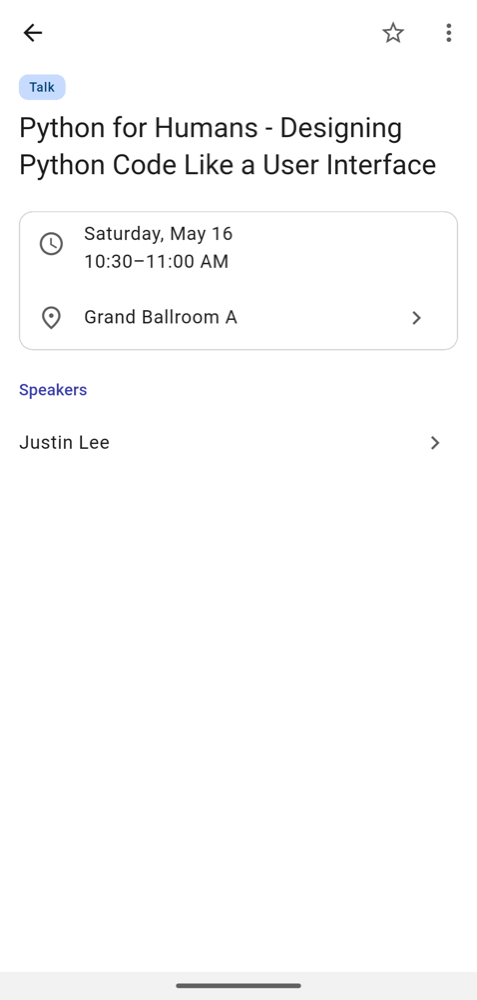 Talk
Python for Humans - Designing
Python Code Like a User Interface
Saturday, May 16
10:30–11:00 AM
Grand Ballroom A
Speakers
Justin Lee